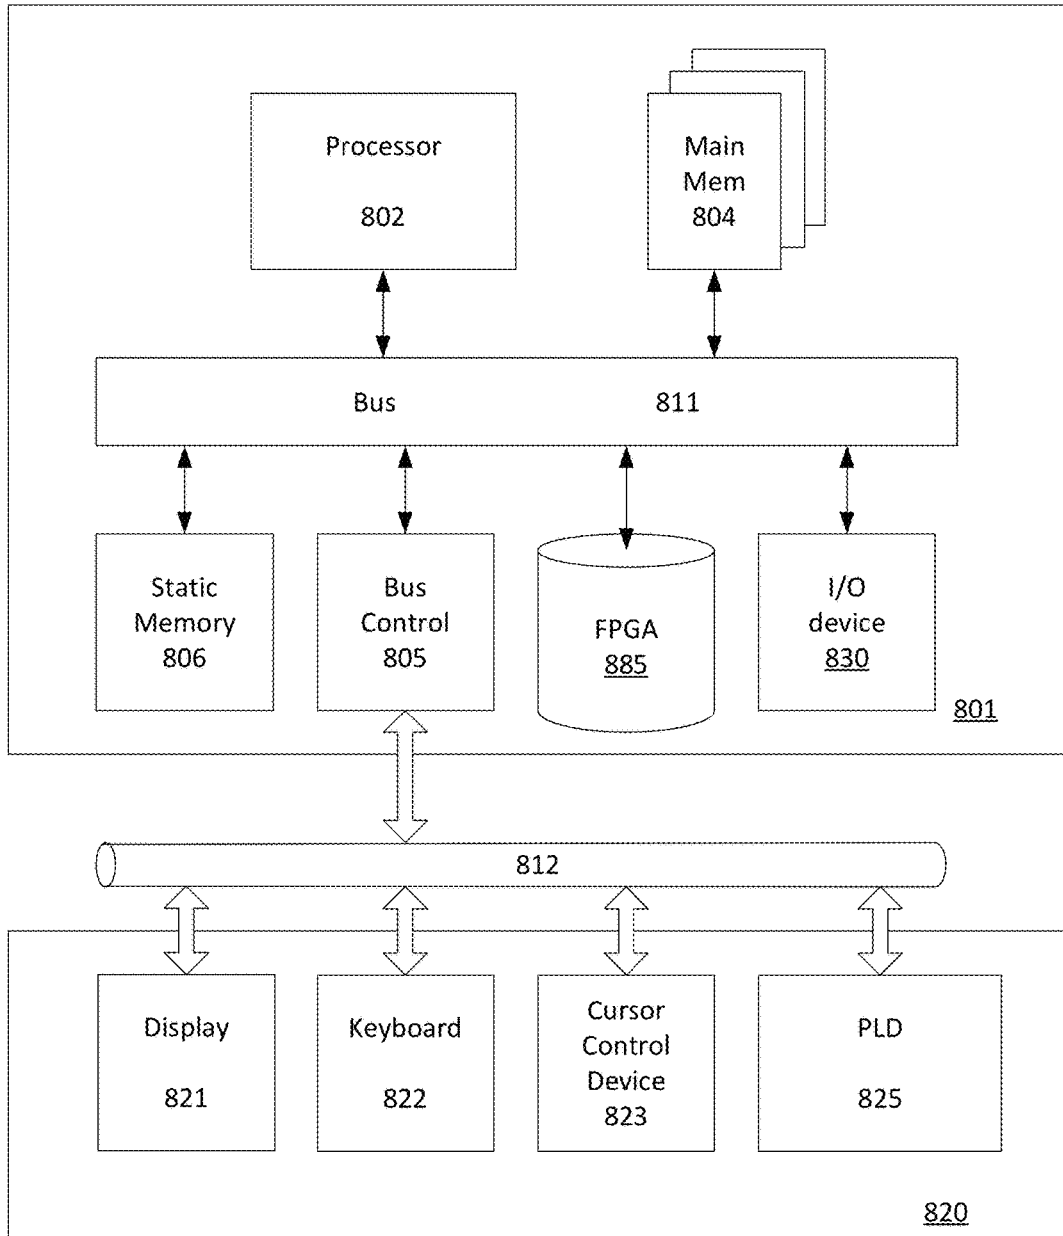 Processor
802
Main
Mem
804
Bus 811
Static
Memory
806
Bus
Control
805
FPGA
885
I/O
device
830
801
812
Display
821
Keyboard
822
Cursor
Control
Device
823
PLD
825
820